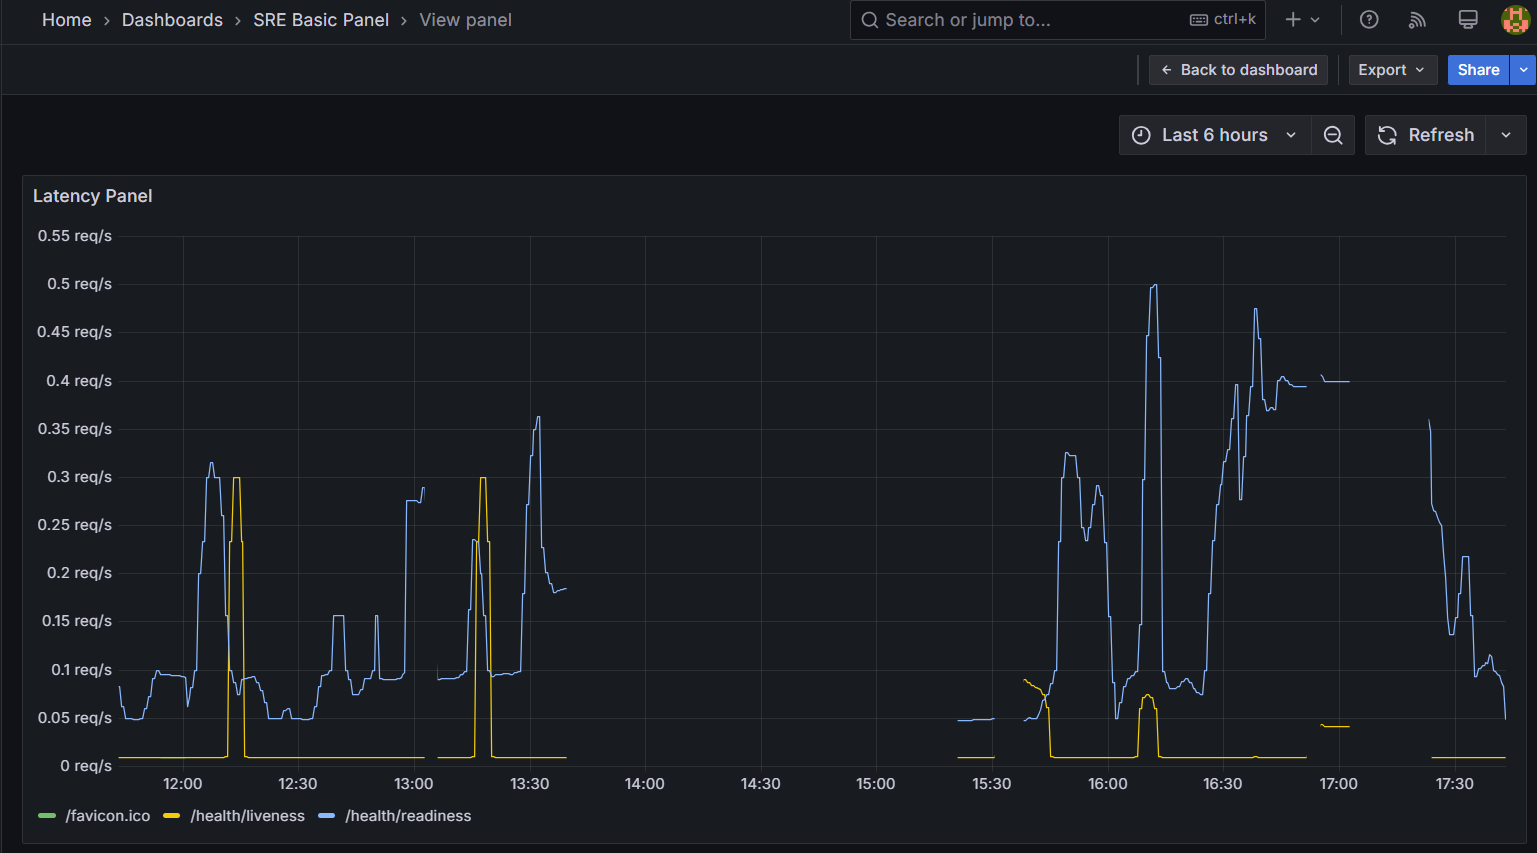 Home › Dashboards › SRE Basic Panel › View panel
Search or jump to... ctrl+k
Back to dashboard Export Share
Last 6 hours Refresh
Latency Panel
0.55 req/s
0.5 req/s
0.45 req/s
0.4 req/s
0.35 req/s
0.3 req/s
0.25 req/s
0.2 req/s
0.15 req/s
0.1 req/s
0.05 req/s
0 req/s
12:00 12:30 13:00 13:30 14:00 14:30 15:00 15:30 16:00 16:30 17:00 17:30
/favicon.ico /health/liveness /health/readiness